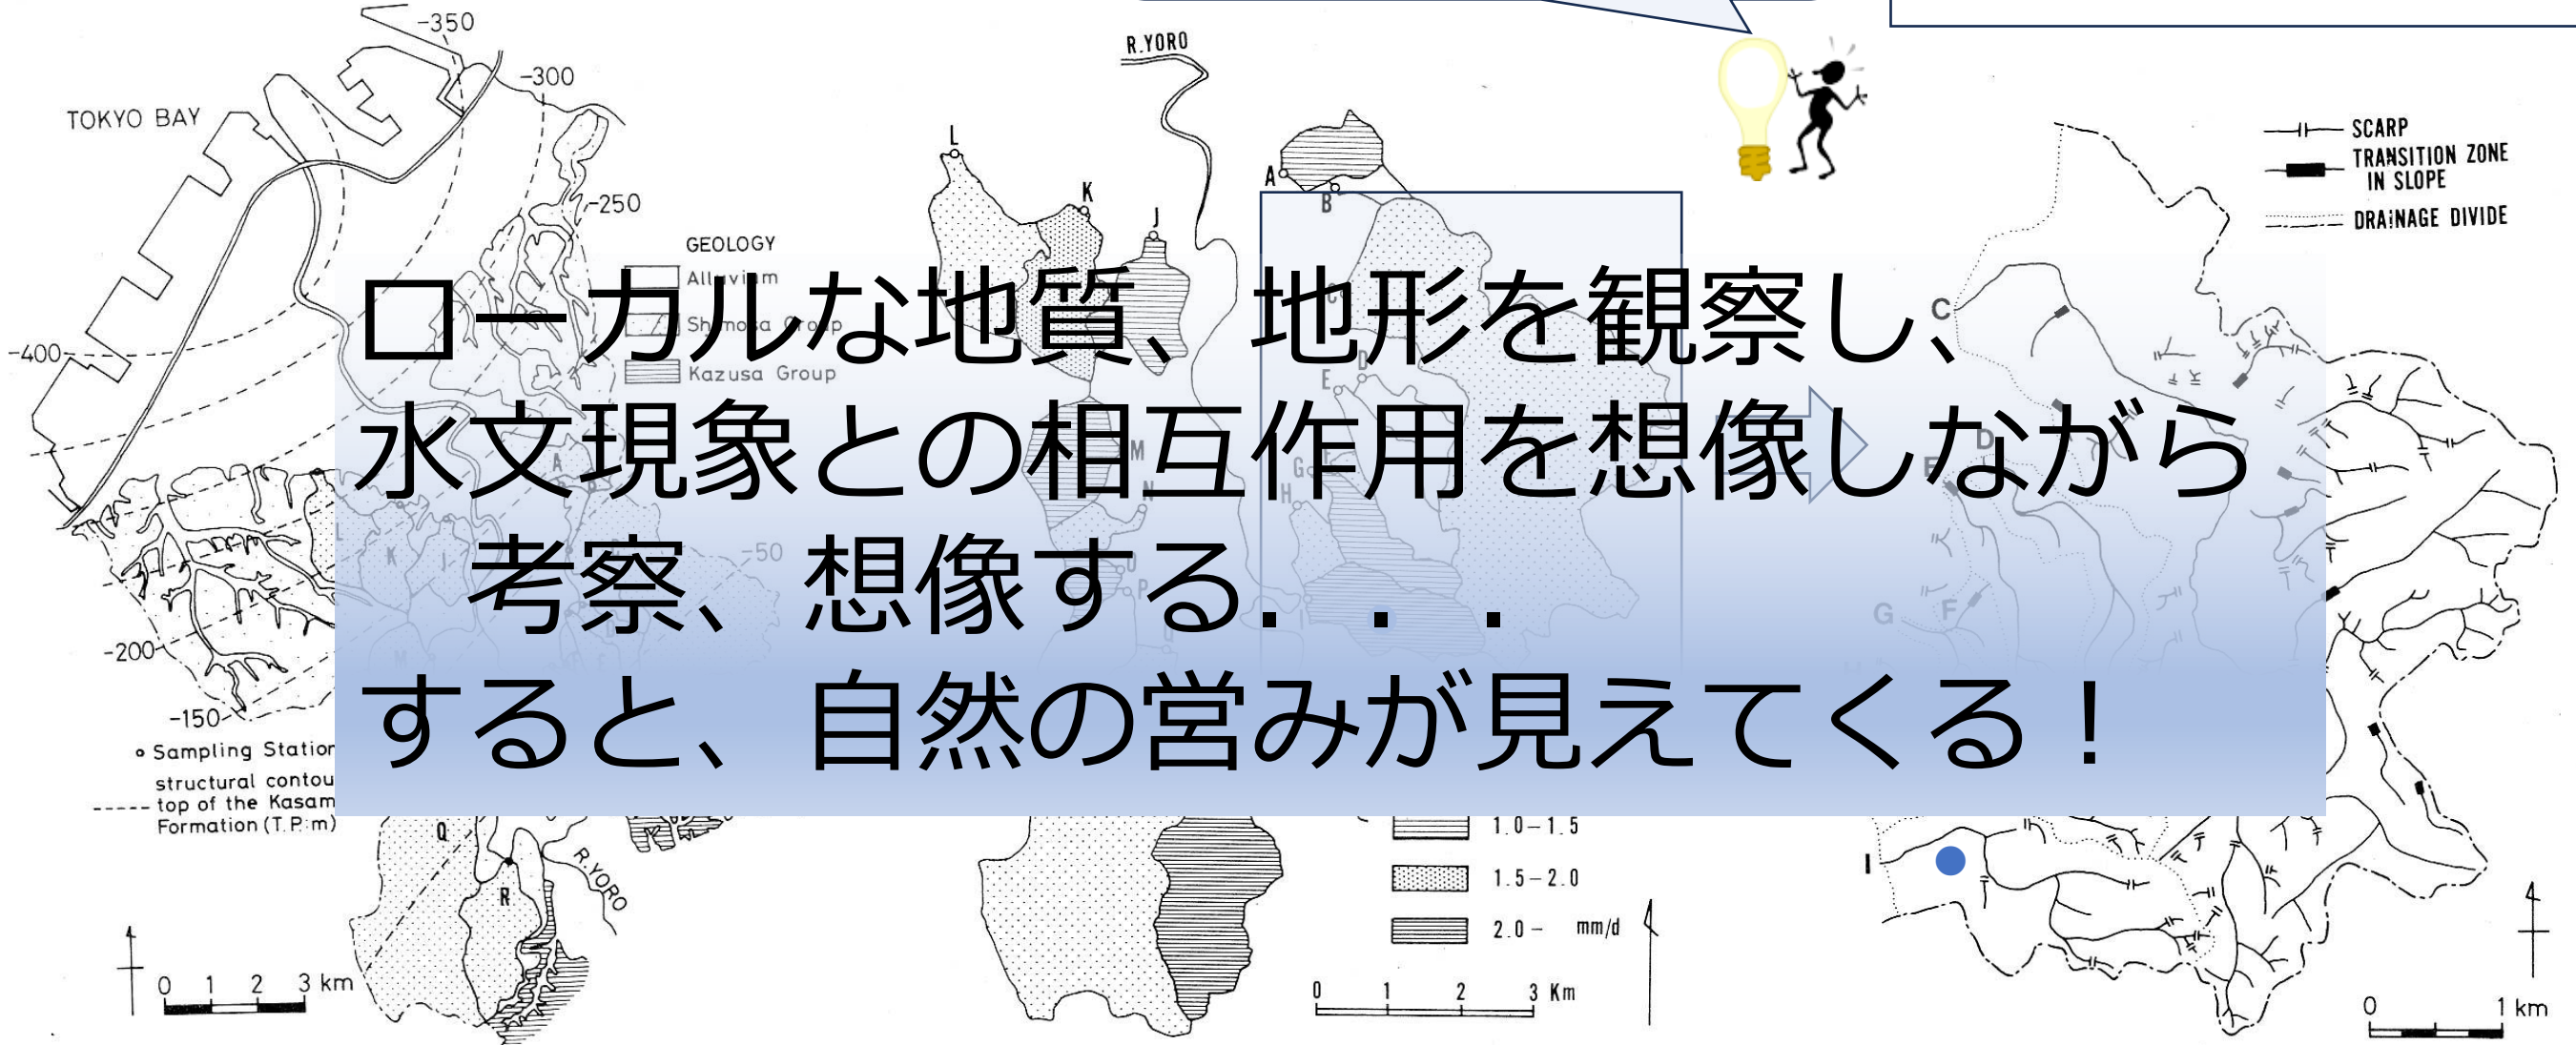 -350
-300
TOKYO BAY
-250
GEOLOGY
Alluvium
Shimosa Group
Kazusa Group
-400
-50
-200
-150
Sampling Station
structural contou
top of the Kasam
Formation (T.P.:m)
Q
R
R.YORO
0 1 2 3 km
R.YORO
L
K
J
A
B
C
D
E
G
H
M
N
O
P
1.0-1.5
1.5-2.0
2.0- mm/d
0 1 2 3 Km
SCARP
TRANSITION ZONE
IN SLOPE
DRAINAGE DIVIDE
C
D
E
G F
I
0 1 km
ローカルな地質、地形を観察し、
水文現象との相互作用を想像しながら
考察、想像する．．．
すると、自然の営みが見えてくる！